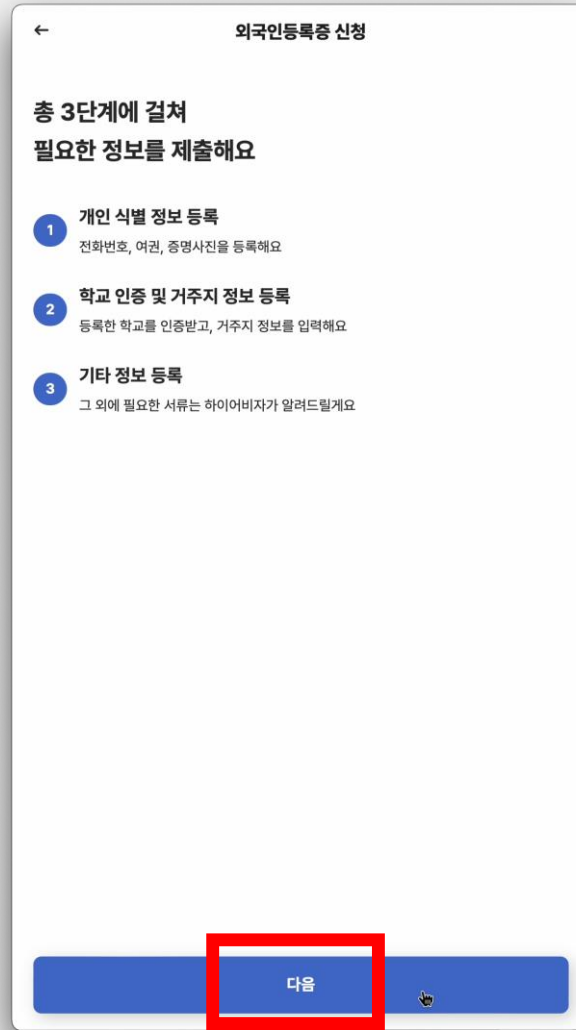 외국인등록증 신청
총 3단계에 걸쳐
필요한 정보를 제출해요
1 개인 식별 정보 등록
전화번호, 여권, 증명사진을 등록해요
2 학교 인증 및 거주지 정보 등록
등록한 학교를 인증받고, 거주지 정보를 입력해요
3 기타 정보 등록
그 외에 필요한 서류는 하이어비자가 알려드릴게요
다음